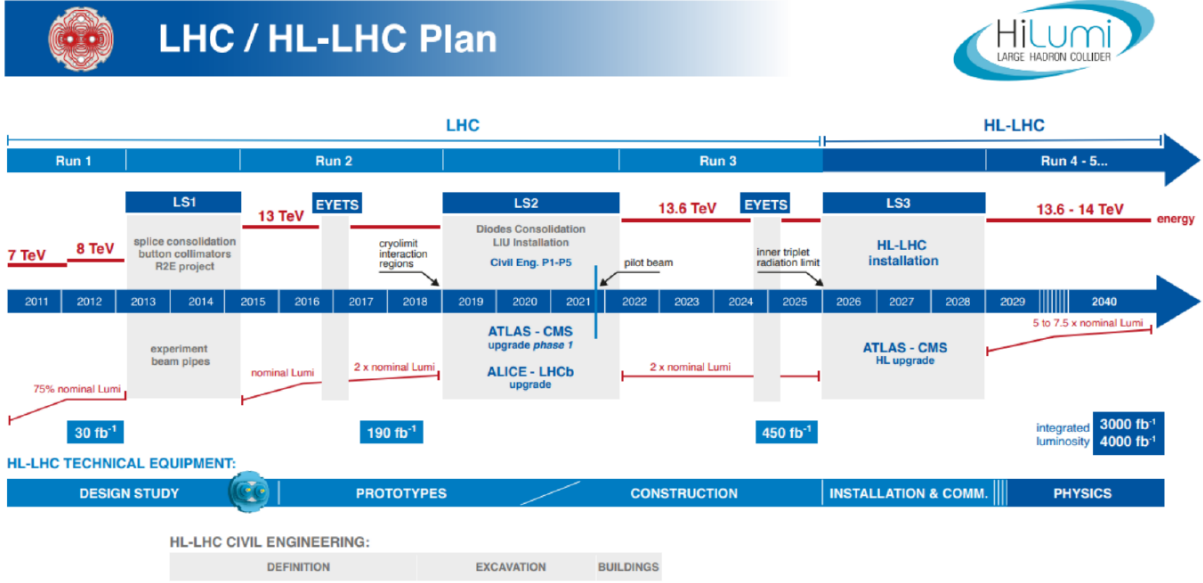 LHC / HL-LHC Plan
HiLumi
LARGE HADRON COLLIDER
LHC
HL-LHC
Run 1
Run 2
Run 3
Run 4 - 5...
LS1
EYETS
LS2
EYETS
LS3
7 TeV
8 TeV
13 TeV
13.6 TeV
13.6 - 14 TeV
energy
splice consolidation
button collimators
R2E project
cryolimit
interaction
regions
Diodes Consolidation
LIU Installation
Civil Eng. P1-P5
pilot beam
inner triplet
radiation limit
HL-LHC
installation
2011 2012 2013 2014 2015 2016 2017 2018 2019 2020 2021 2022 2023 2024 2025 2026 2027 2028 2029 2040
experiment
beam pipes
ATLAS - CMS
upgrade phase 1
ALICE - LHCb
upgrade
ATLAS - CMS
HL upgrade
75% nominal Lumi
nominal Lumi
2 x nominal Lumi
2 x nominal Lumi
5 to 7.5 x nominal Lumi
30 fb⁻¹
190 fb⁻¹
450 fb⁻¹
integrated
luminosity
3000 fb⁻¹
4000 fb⁻¹
HL-LHC TECHNICAL EQUIPMENT:
DESIGN STUDY
PROTOTYPES
CONSTRUCTION
INSTALLATION & COMM.
PHYSICS
HL-LHC CIVIL ENGINEERING:
DEFINITION
EXCAVATION
BUILDINGS